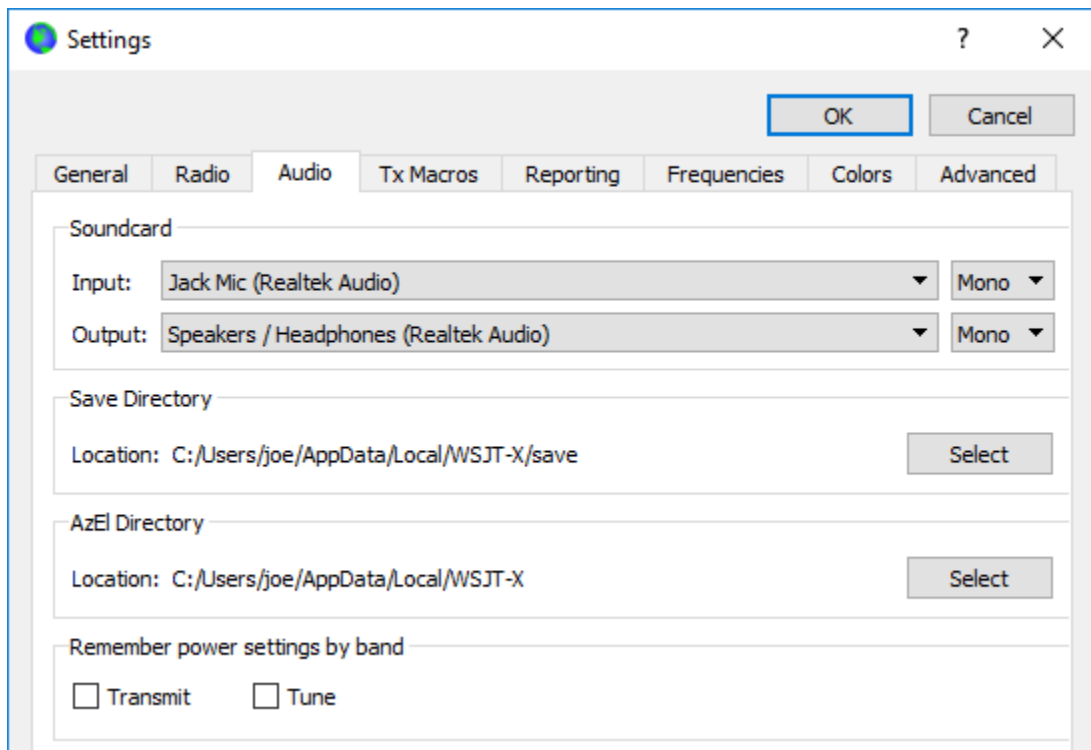 Settings
?
OK Cancel
General Radio Audio Tx Macros Reporting Frequencies Colors Advanced
Soundcard
Input: Jack Mic (Realtek Audio) Mono
Output: Speakers / Headphones (Realtek Audio) Mono
Save Directory
Location: C:/Users/joe/AppData/Local/WSJT-X/save Select
AzEl Directory
Location: C:/Users/joe/AppData/Local/WSJT-X Select
Remember power settings by band
Transmit Tune